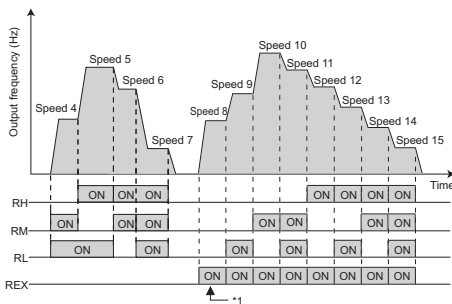 Output frequency (Hz)
Speed 4
Speed 5
Speed 6
Speed 7
Speed 8
Speed 9
Speed 10
Speed 11
Speed 12
Speed 13
Speed 14
Speed 15
Time
RH ON ON ON ON ON ON ON
RM ON ON ON ON ON ON ON
RL ON ON ON ON ON ON
REX ON ON ON ON ON ON ON ON
*1